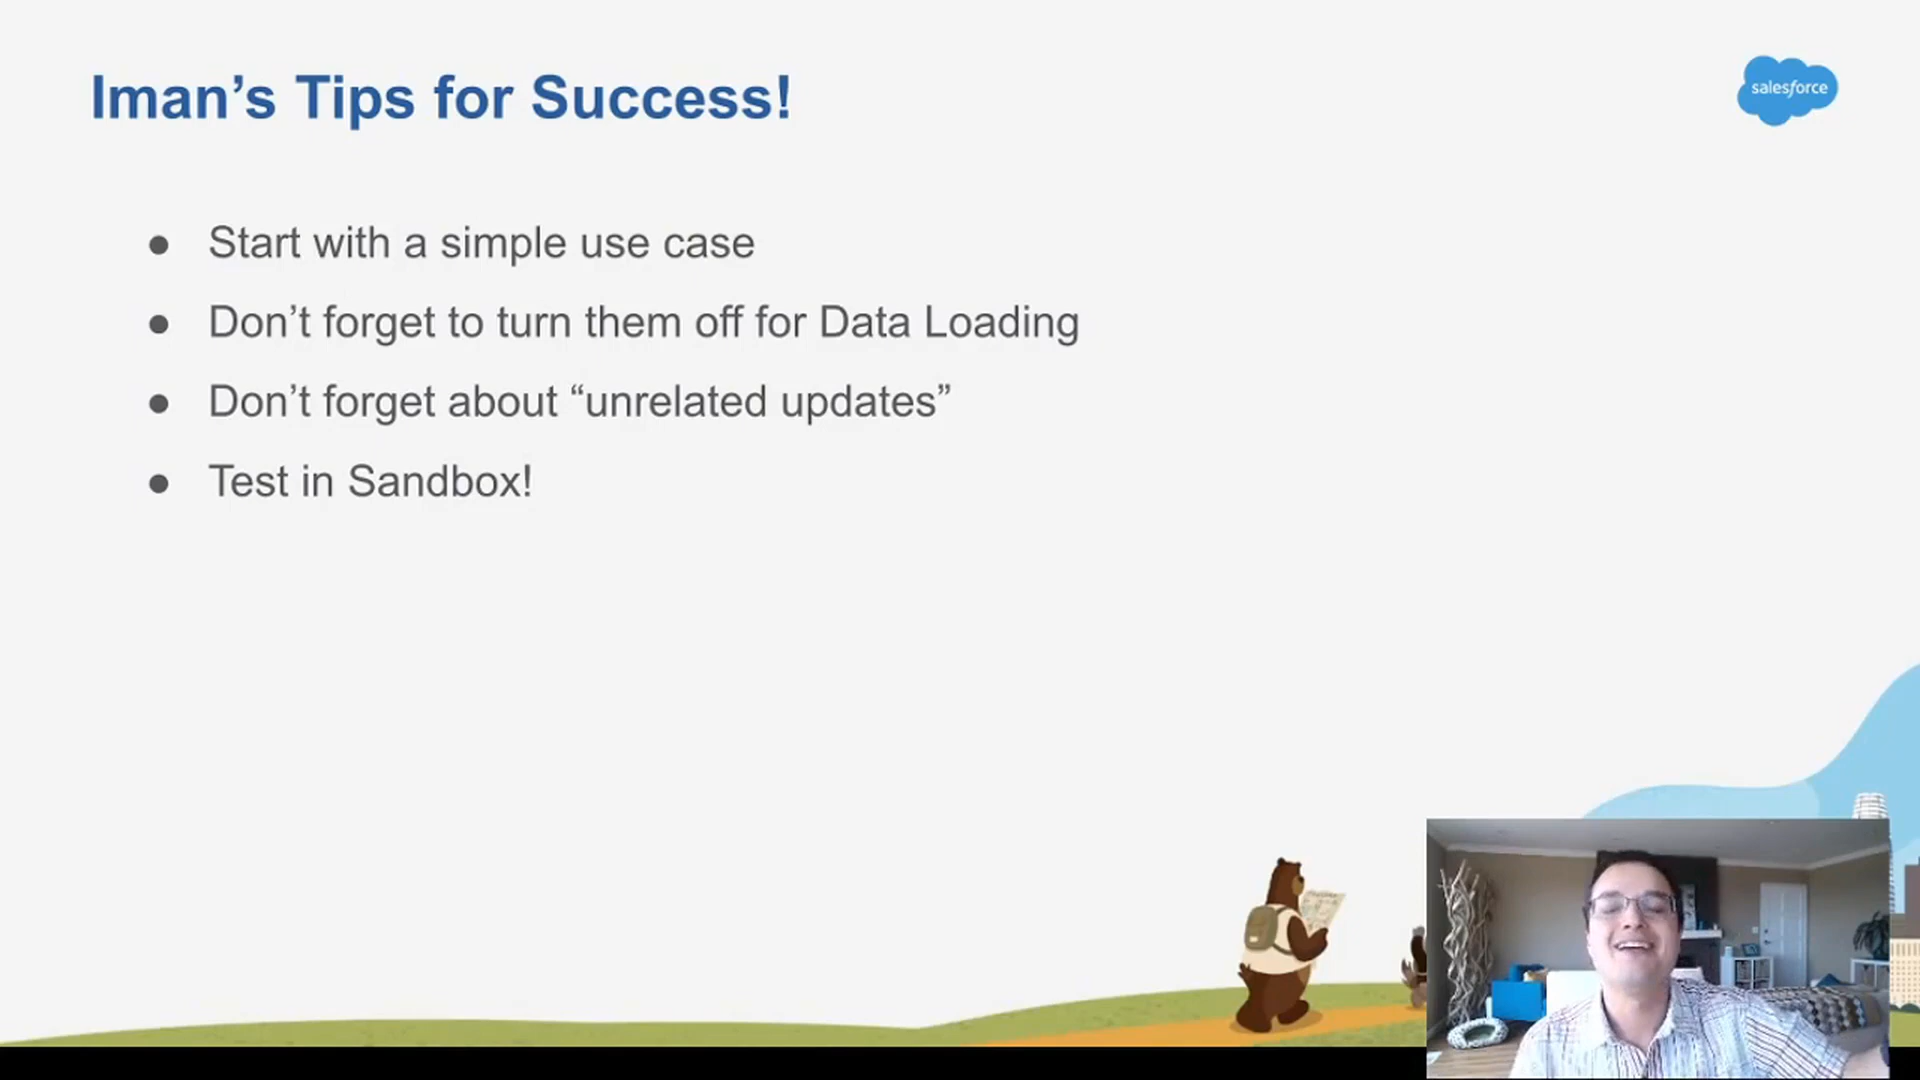 Iman’s Tips for Success!
salesforce
● Start with a simple use case
● Don’t forget to turn them off for Data Loading
● Don’t forget about “unrelated updates”
● Test in Sandbox!